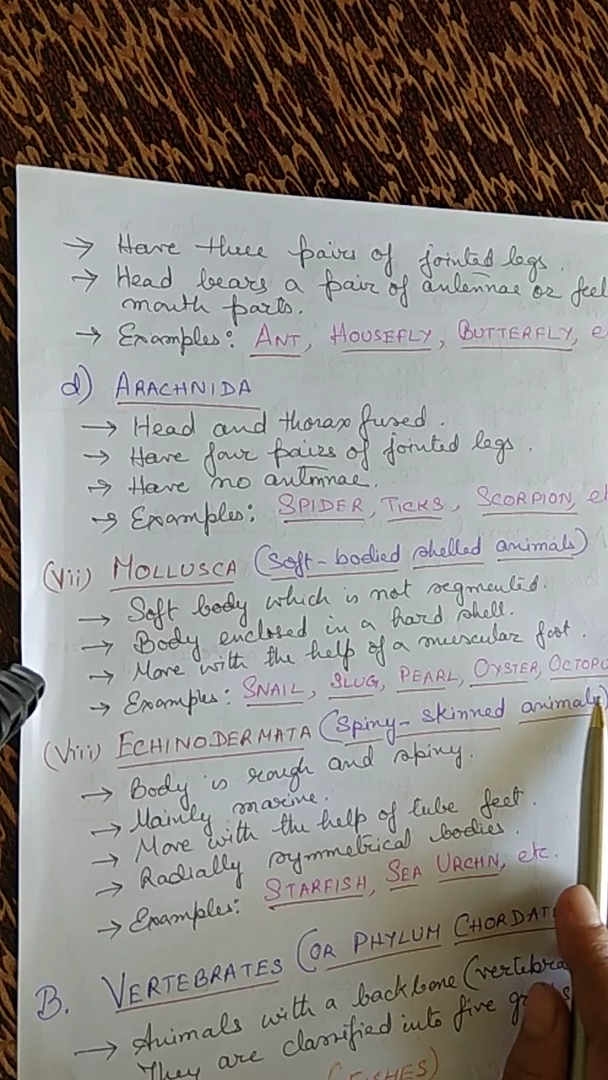 → Have three pairs of jointed legs.
→ Head bears a pair of antennae or feel
mouth parts.
→ Examples: ANT, HOUSEFLY, BUTTERFLY, e
d) ARACHNIDA
→ Head and thorax fused.
→ Have four pairs of jointed legs.
→ Have no antennae.
→ Examples: SPIDER, TICKS, SCORPION, et
(Vii) MOLLUSCA (Soft-bodied shelled animals)
→ Soft body which is not segmented.
→ Body enclosed in a hard shell.
→ Move with the help of a muscular foot.
→ Examples: SNAIL, SLUG, PEARL, OYSTER, OCTOPU
(Viii) ECHINODERMATA (Spiny-skinned animals)
→ Body is rough and spiny.
→ Mainly marine.
→ Move with the help of tube feet.
→ Radially symmetrical bodies.
→ Examples: STARFISH, SEA URCHN, etc.
B. VERTEBRATES (OR PHYLUM CHORDAT
→ Animals with a backbone (vertebra
They are classified into five g
(FISHES)